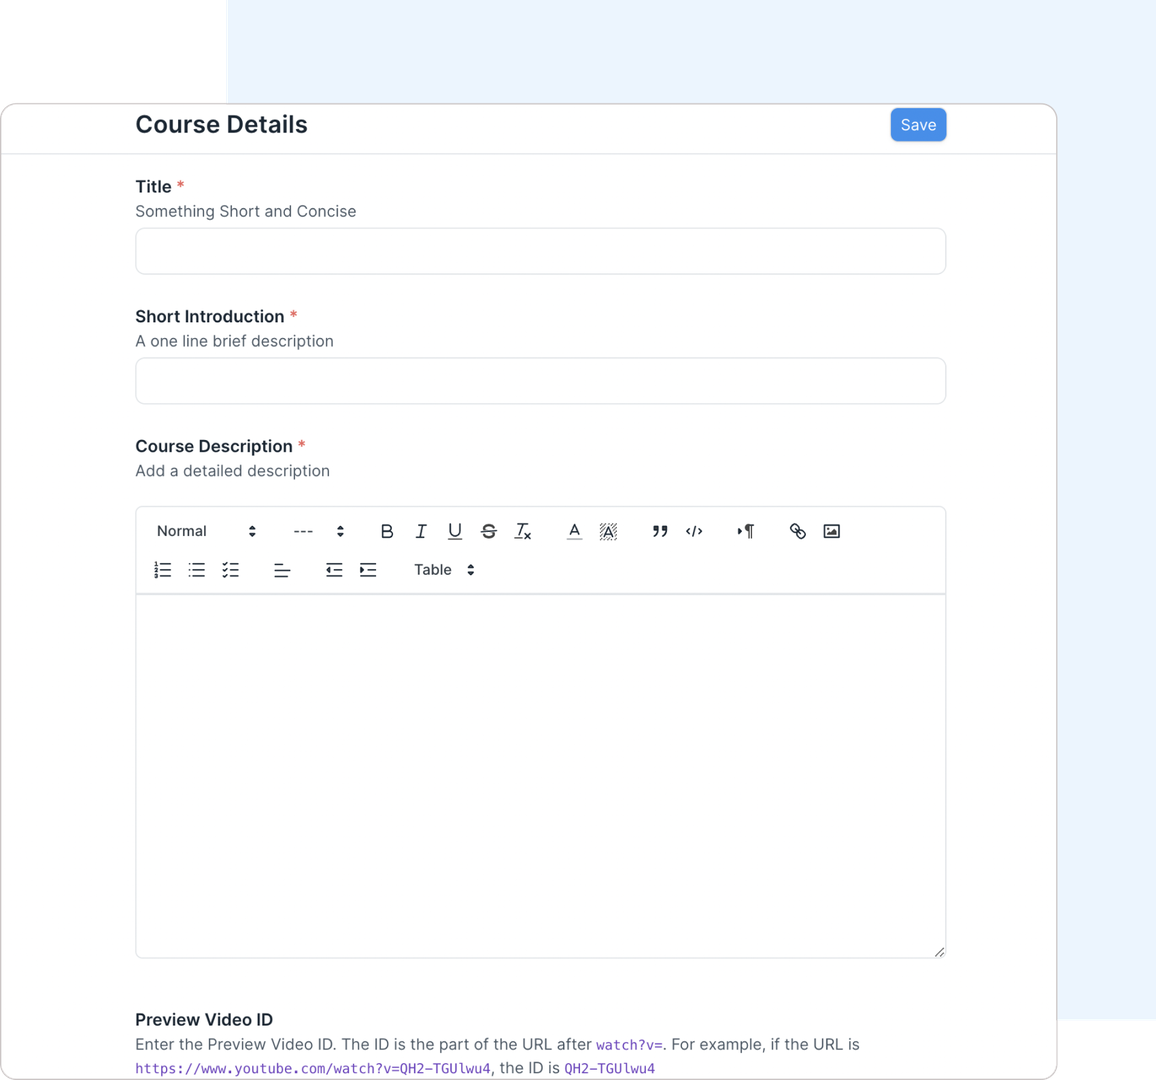 Course Details
Save
Title *
Something Short and Concise
Short Introduction *
A one line brief description
Course Description *
Add a detailed description
Normal --- B I U S Tx A A ” </> ¶
Table
Preview Video ID
Enter the Preview Video ID. The ID is the part of the URL after watch?v=. For example, if the URL is
https://www.youtube.com/watch?v=QH2-TGUlwu4, the ID is QH2-TGUlwu4